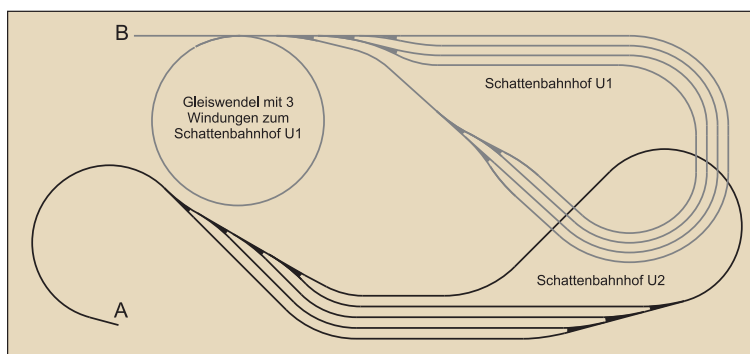 B
Gleiswendel mit 3
Windungen zum
Schattenbahnhof U1
Schattenbahnhof U1
Schattenbahnhof U2
A